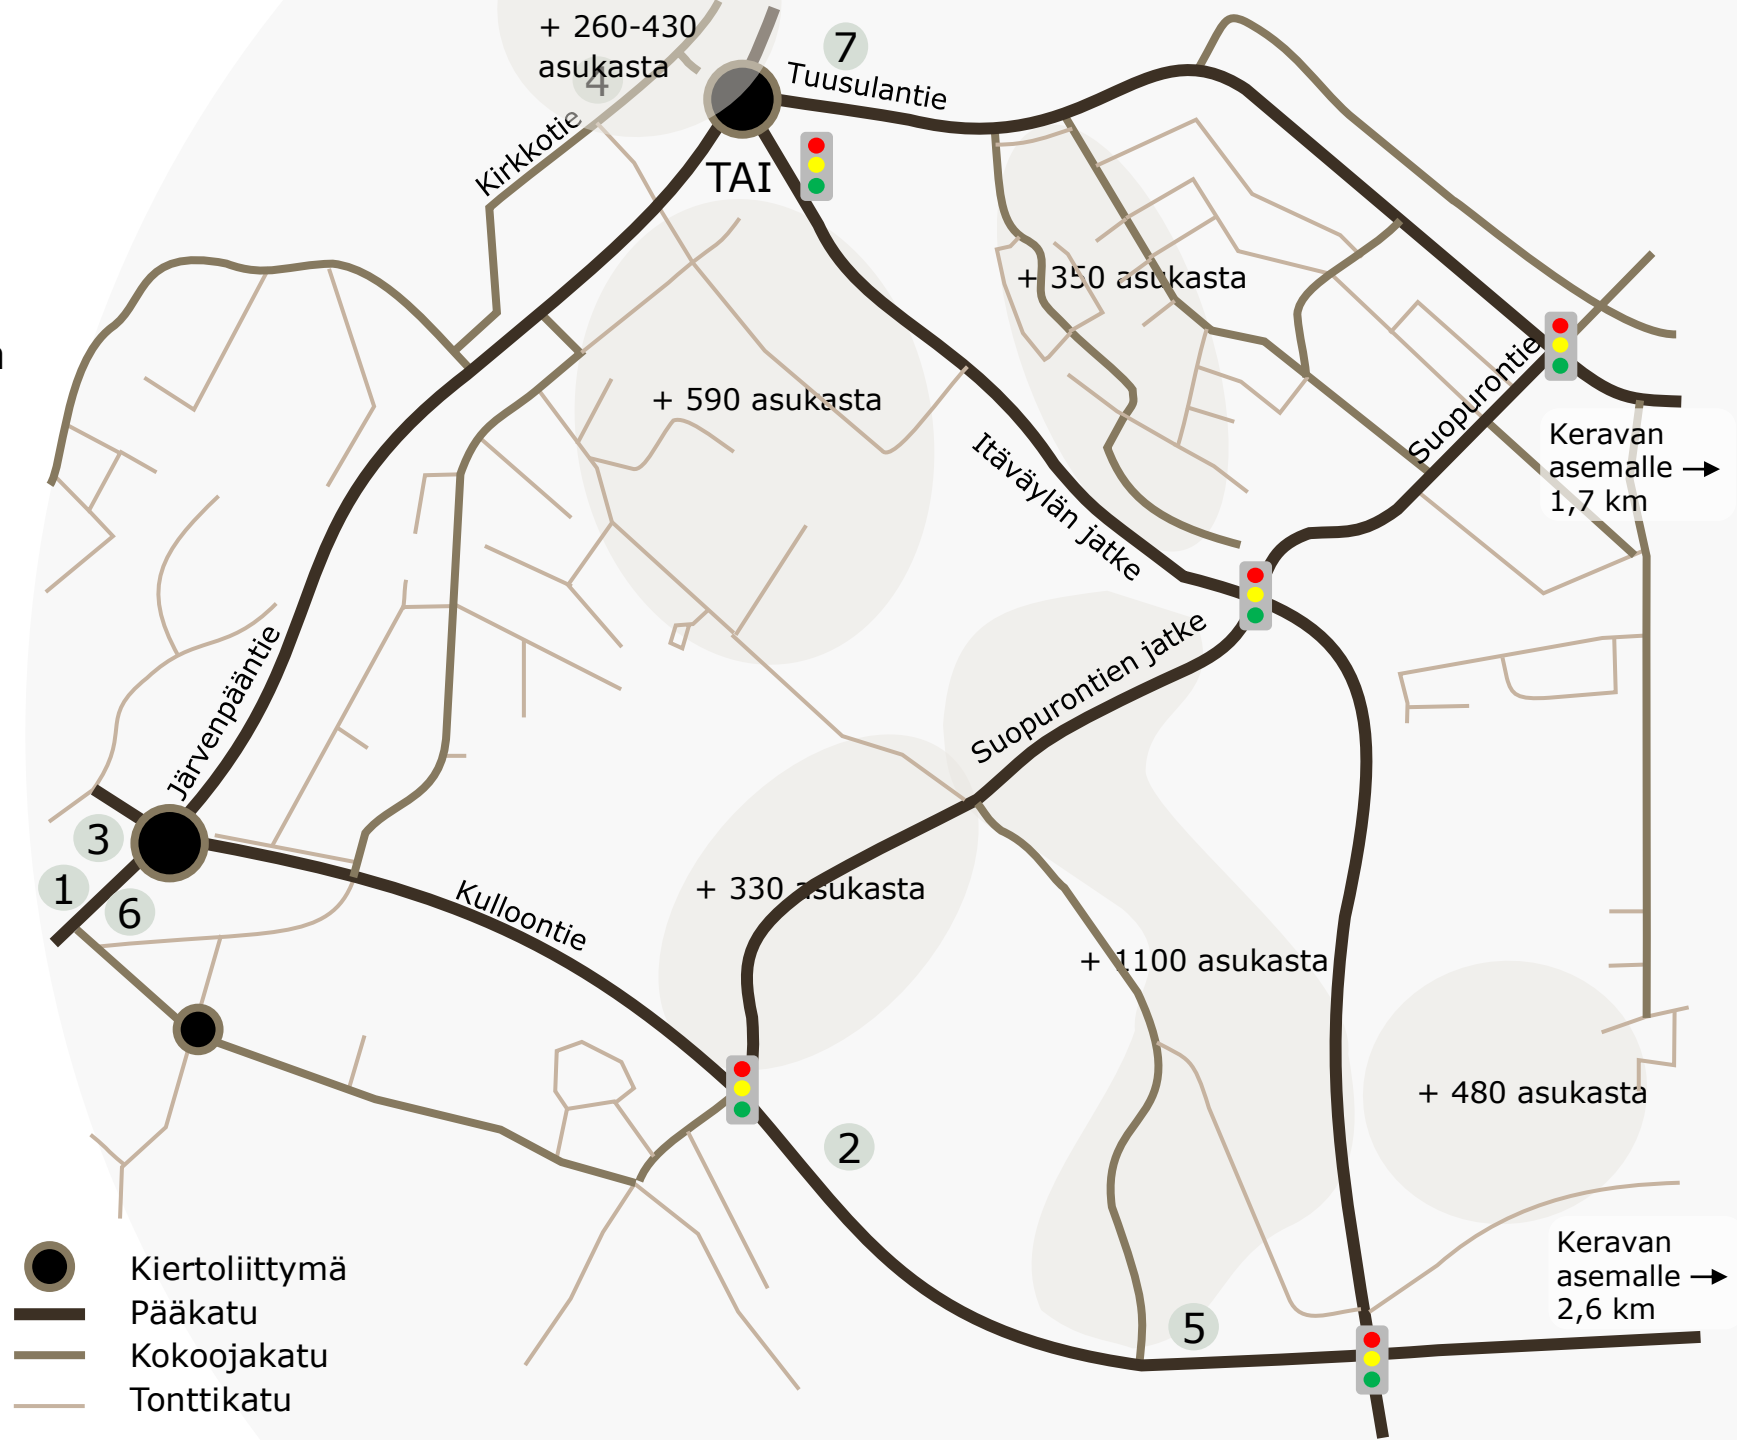 + 260-430
asukasta
4
7
Tuusulantie
Kirkkotie
TAI
+ 350 asukasta
+ 590 asukasta
Suopurontie
Keravan
asemalle →
1,7 km
Itäväylän jatke
Suopurontien jatke
Järvenpääntie
3
1
6
Kulloontie
+ 330 asukasta
+ 1100 asukasta
+ 480 asukasta
2
5
Keravan
asemalle →
2,6 km
Kiertoliittymä
Pääkatu
Kokoojakatu
Tonttikatu